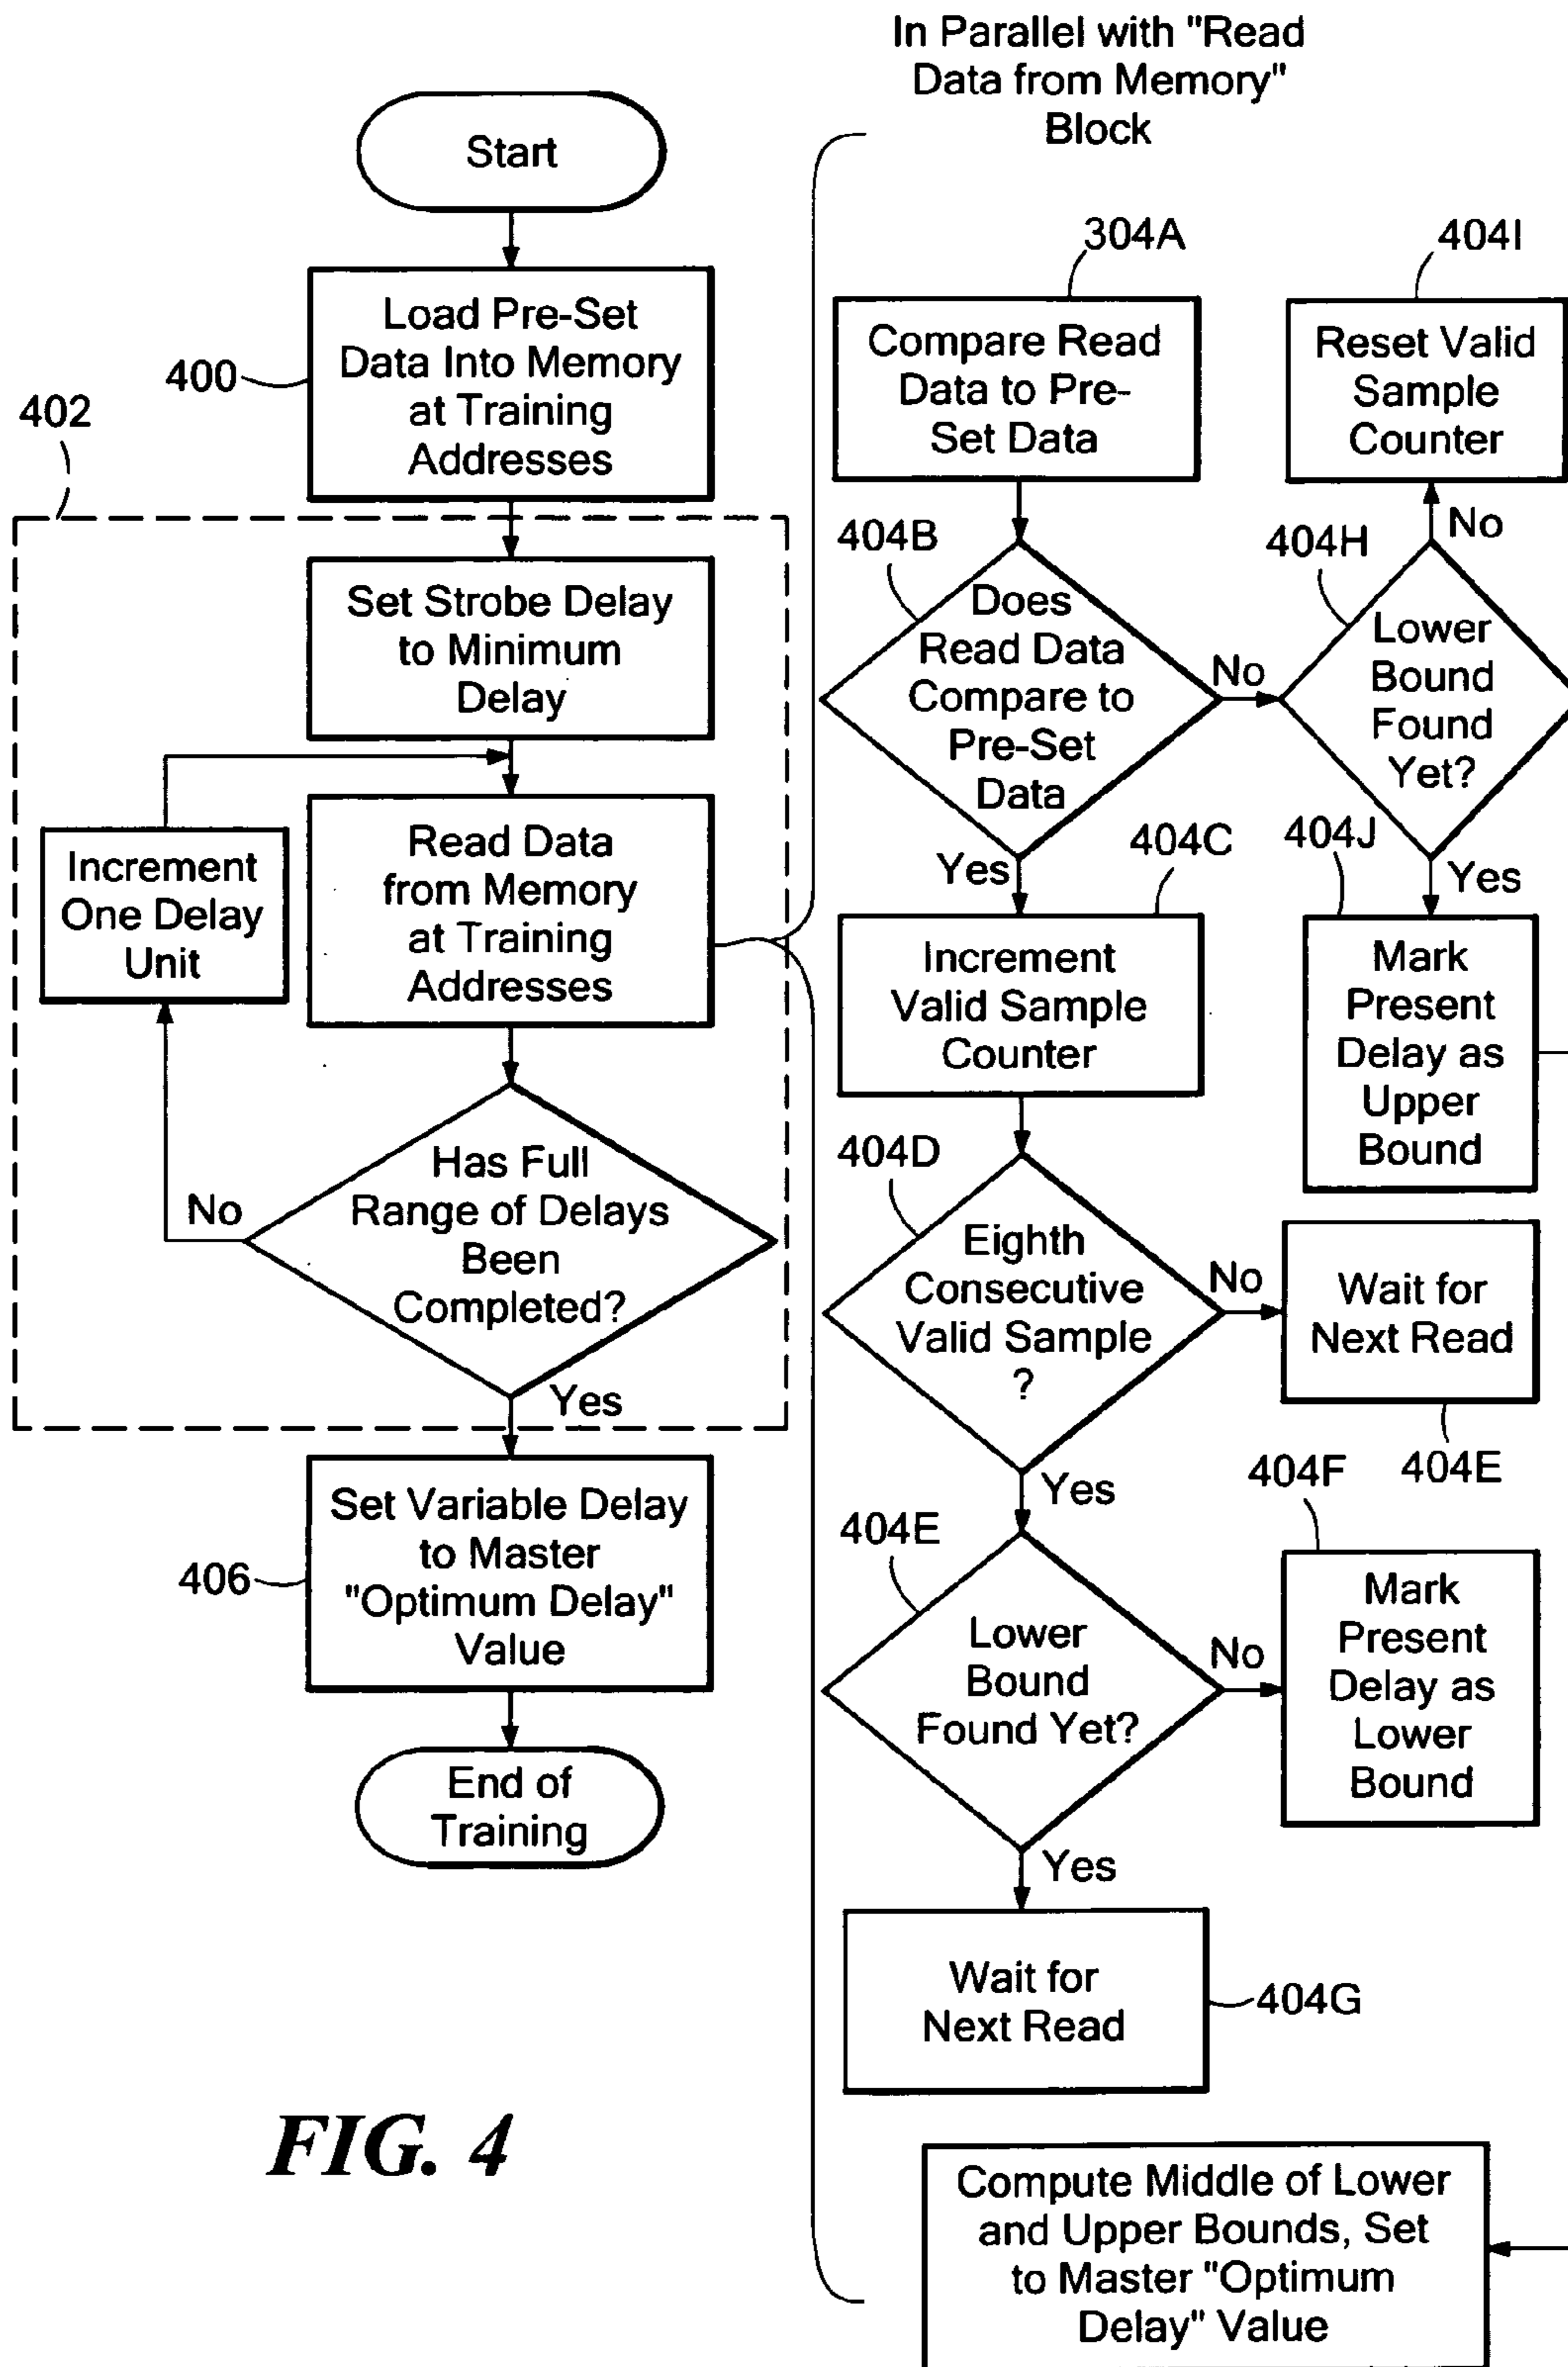 Start
400
Load Pre-Set
Data Into Memory
at Training
Addresses
402
Set Strobe Delay
to Minimum
Delay
Increment
One Delay
Unit
Read Data
from Memory
at Training
Addresses
Has Full
Range of Delays
Been
Completed?
No
Yes
406
Set Variable Delay
to Master
"Optimum Delay"
Value
End of
Training
FIG. 4
In Parallel with "Read
Data from Memory"
Block
304A
Compare Read
Data to Pre-
Set Data
404I
Reset Valid
Sample
Counter
404B
Does
Read Data
Compare to
Pre-Set
Data
No
404H
No
Lower
Bound
Found
Yet?
Yes
404C
Increment
Valid Sample
Counter
404J
Yes
Mark
Present
Delay as
Upper
Bound
404D
Eighth
Consecutive
Valid Sample
?
No
Wait for
Next Read
404E
Yes
404E
Lower
Bound
Found Yet?
No
404F
Mark
Present
Delay as
Lower
Bound
Yes
Wait for
Next Read
404G
Compute Middle of Lower
and Upper Bounds, Set
to Master "Optimum
Delay" Value